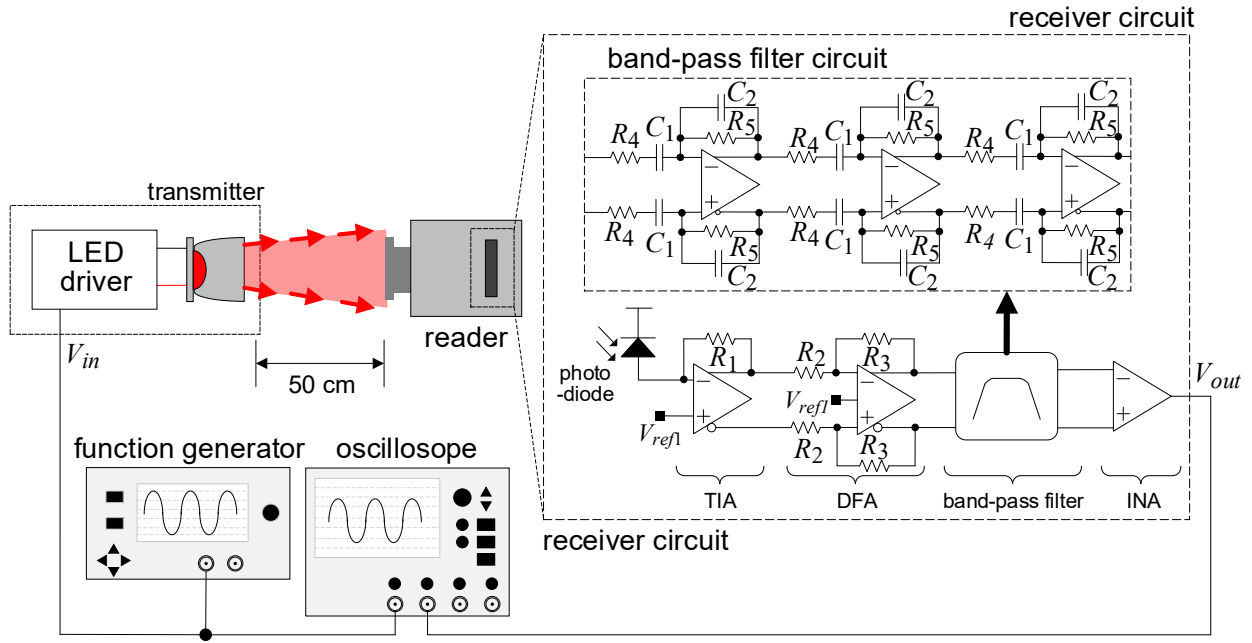 receiver circuit
band-pass filter circuit
C2 C2 C2
R4 C1 R5 R4 C1 R5 R4 C1 R5
R4 C1 R5 C2 R4 C1 R5 C2 R4 C1 R5 C2
transmitter
LED
driver
reader
Vin
50 cm
photo
-diode
R1 R2 R3
Vref1
Vref1
R2 R3
Vout
TIA DFA band-pass filter INA
receiver circuit
function generator
oscillosope